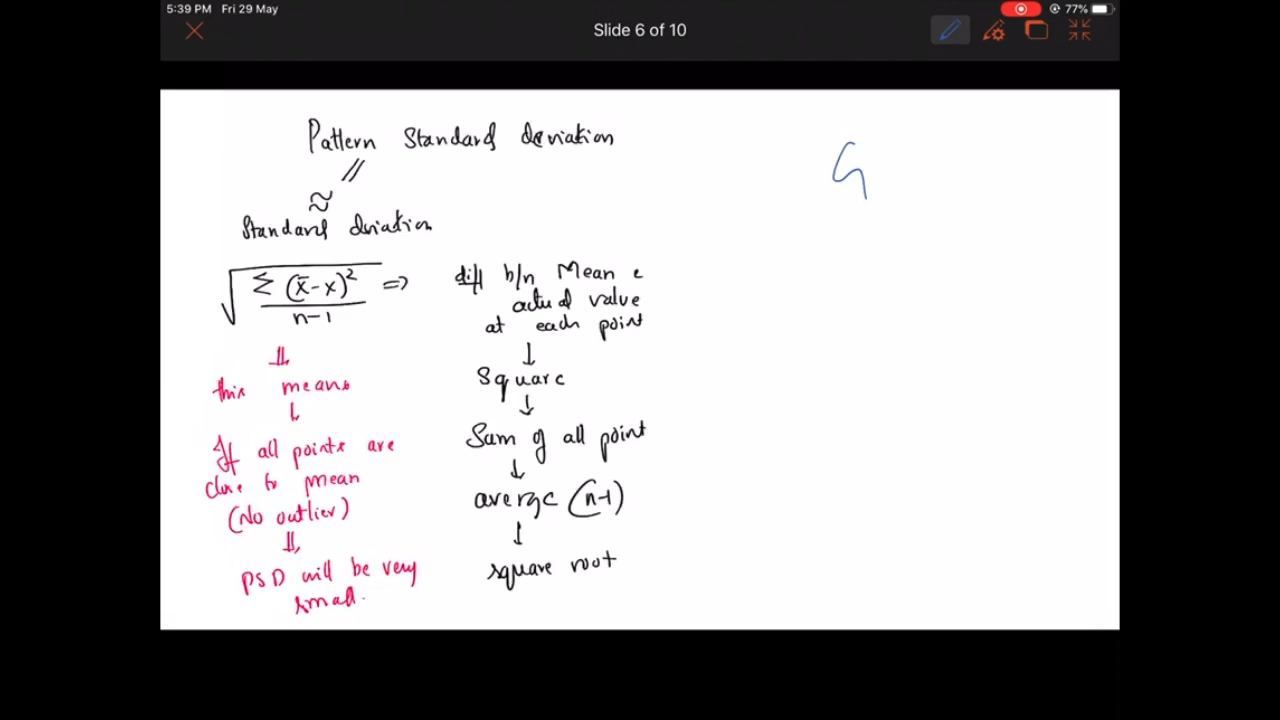 5:39 PM Fri 29 May
77%
Slide 6 of 10
Pattern Standard deviation
//
≈
Standard deviation
√ Σ (x̄-x)² / n-1 =>
diff b/n Mean &
actual value
at each point
↓
Square
↓
Sum of all point
↓
averge (n-1)
↓
square root
⇓
this means
↓
If all points are
close to mean
(No outlier)
⇓
PSD will be very
small.